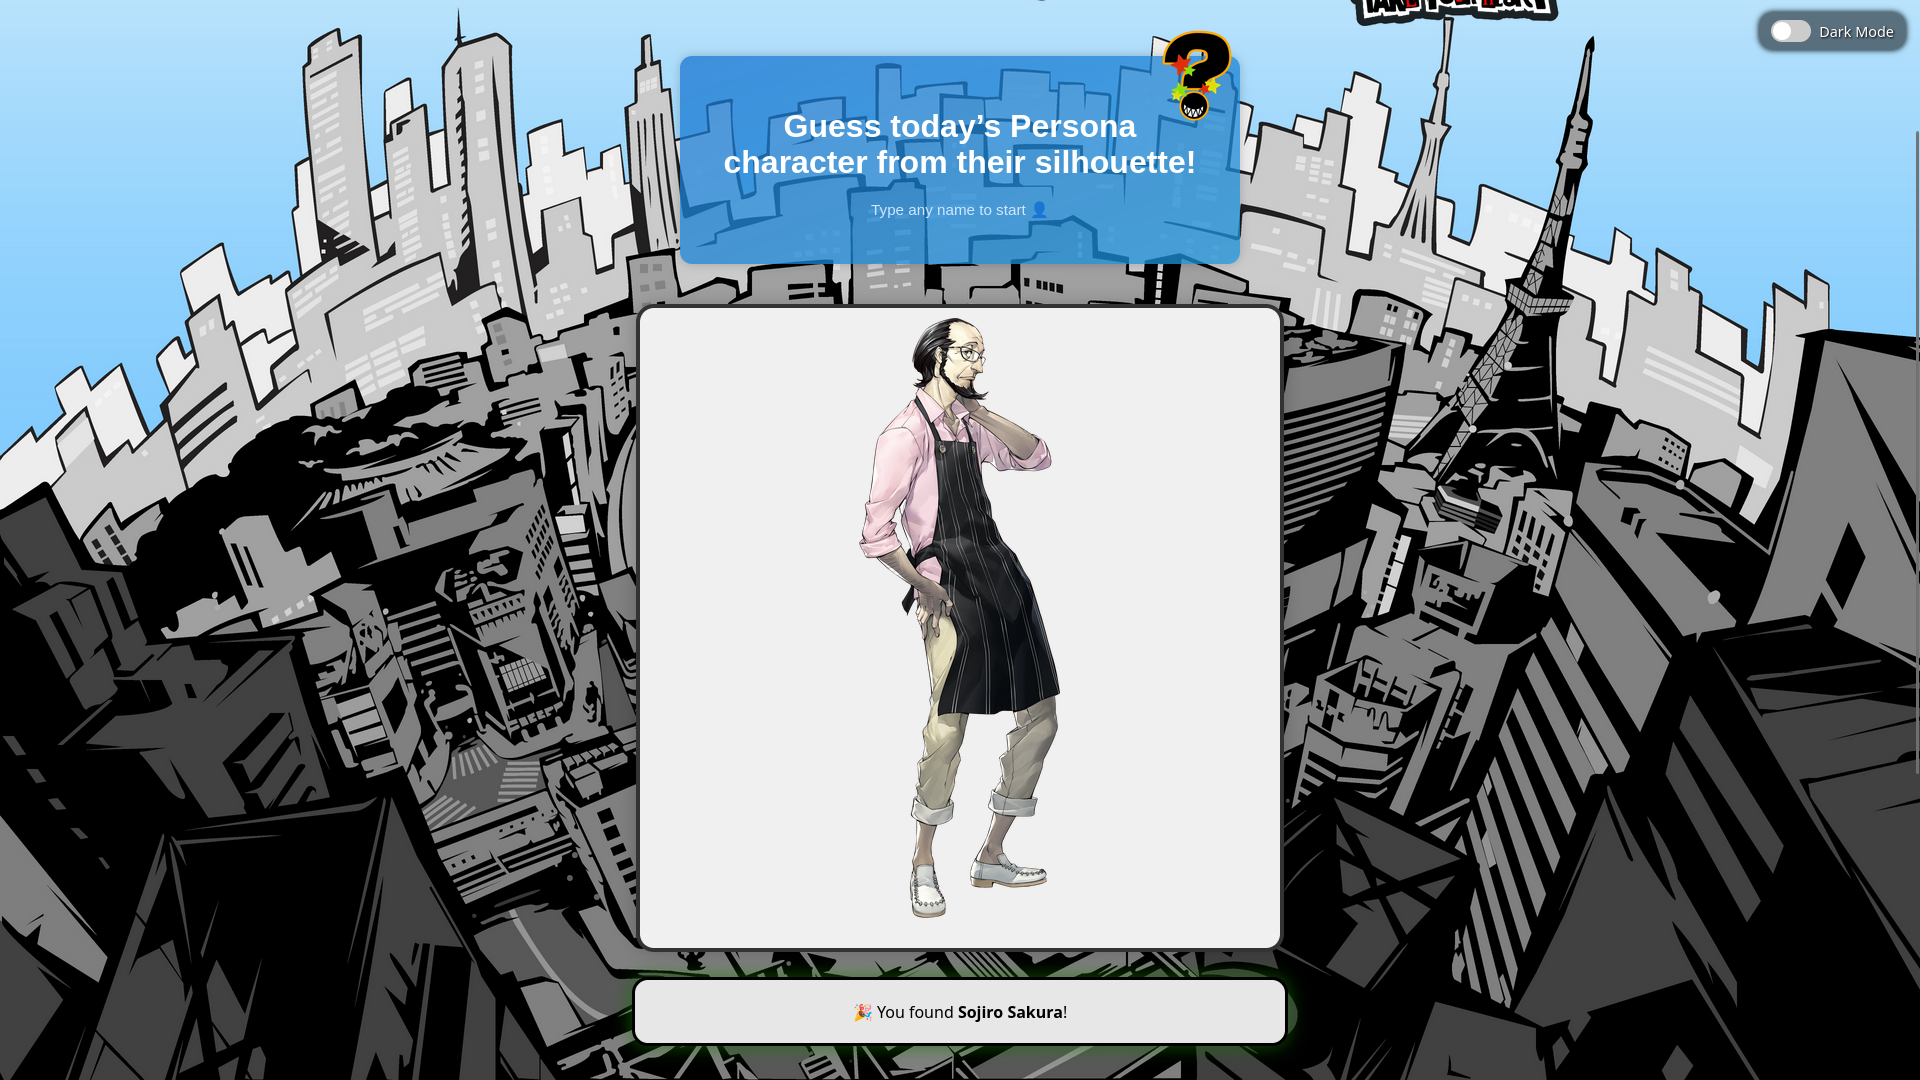 Dark Mode
Guess today’s Persona
character from their silhouette!
Type any name to start 👤
🎉 You found Sojiro Sakura!